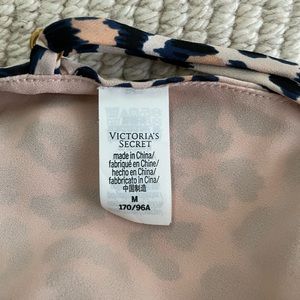 VICTORIA'S
SECRET
made in China/
fabriqué en Chine/
hecho en China/
fabbricato in Cina/
中国制造
M
170/96A